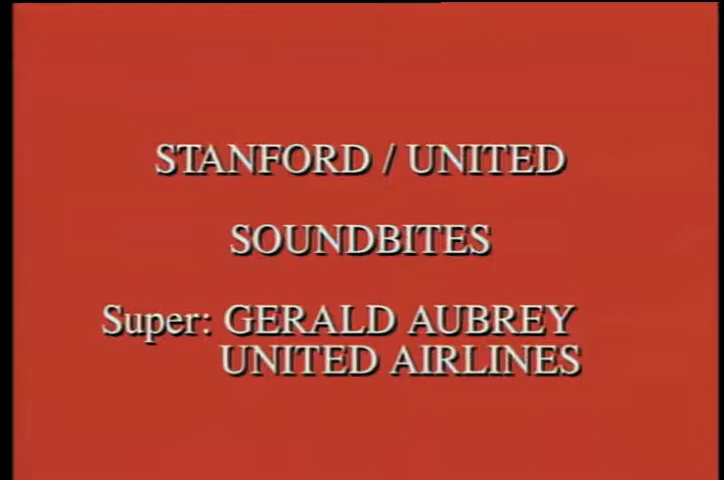 STANFORD / UNITED
SOUNDBITES
Super: GERALD AUBREY
UNITED AIRLINES